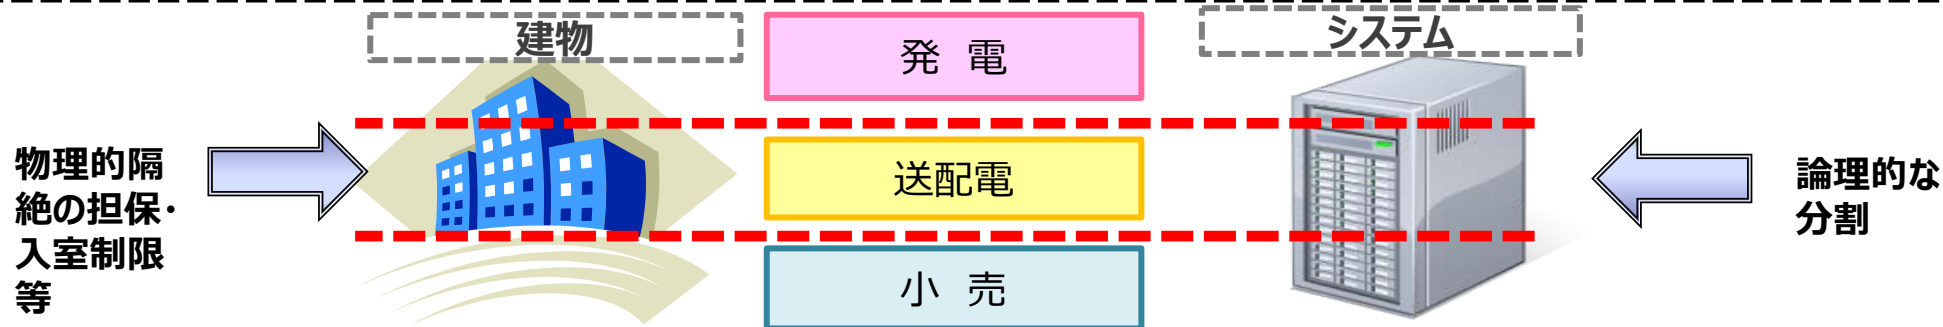 建物
発 電
システム
物理的隔
絶の担保・
入室制限
等
送配電
論理的な
分割
小 売